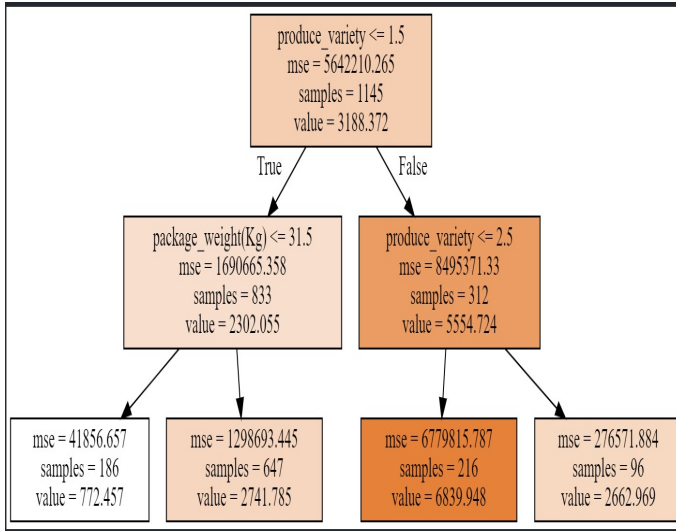 produce_variety <= 1.5
mse = 5642210.265
samples = 1145
value = 3188.372
True
False
package_weight(Kg) <= 31.5
mse = 1690665.358
samples = 833
value = 2302.055
produce_variety <= 2.5
mse = 8495371.33
samples = 312
value = 5554.724
mse = 41856.657
samples = 186
value = 772.457
mse = 1298693.445
samples = 647
value = 2741.785
mse = 6779815.787
samples = 216
value = 6839.948
mse = 276571.884
samples = 96
value = 2662.969